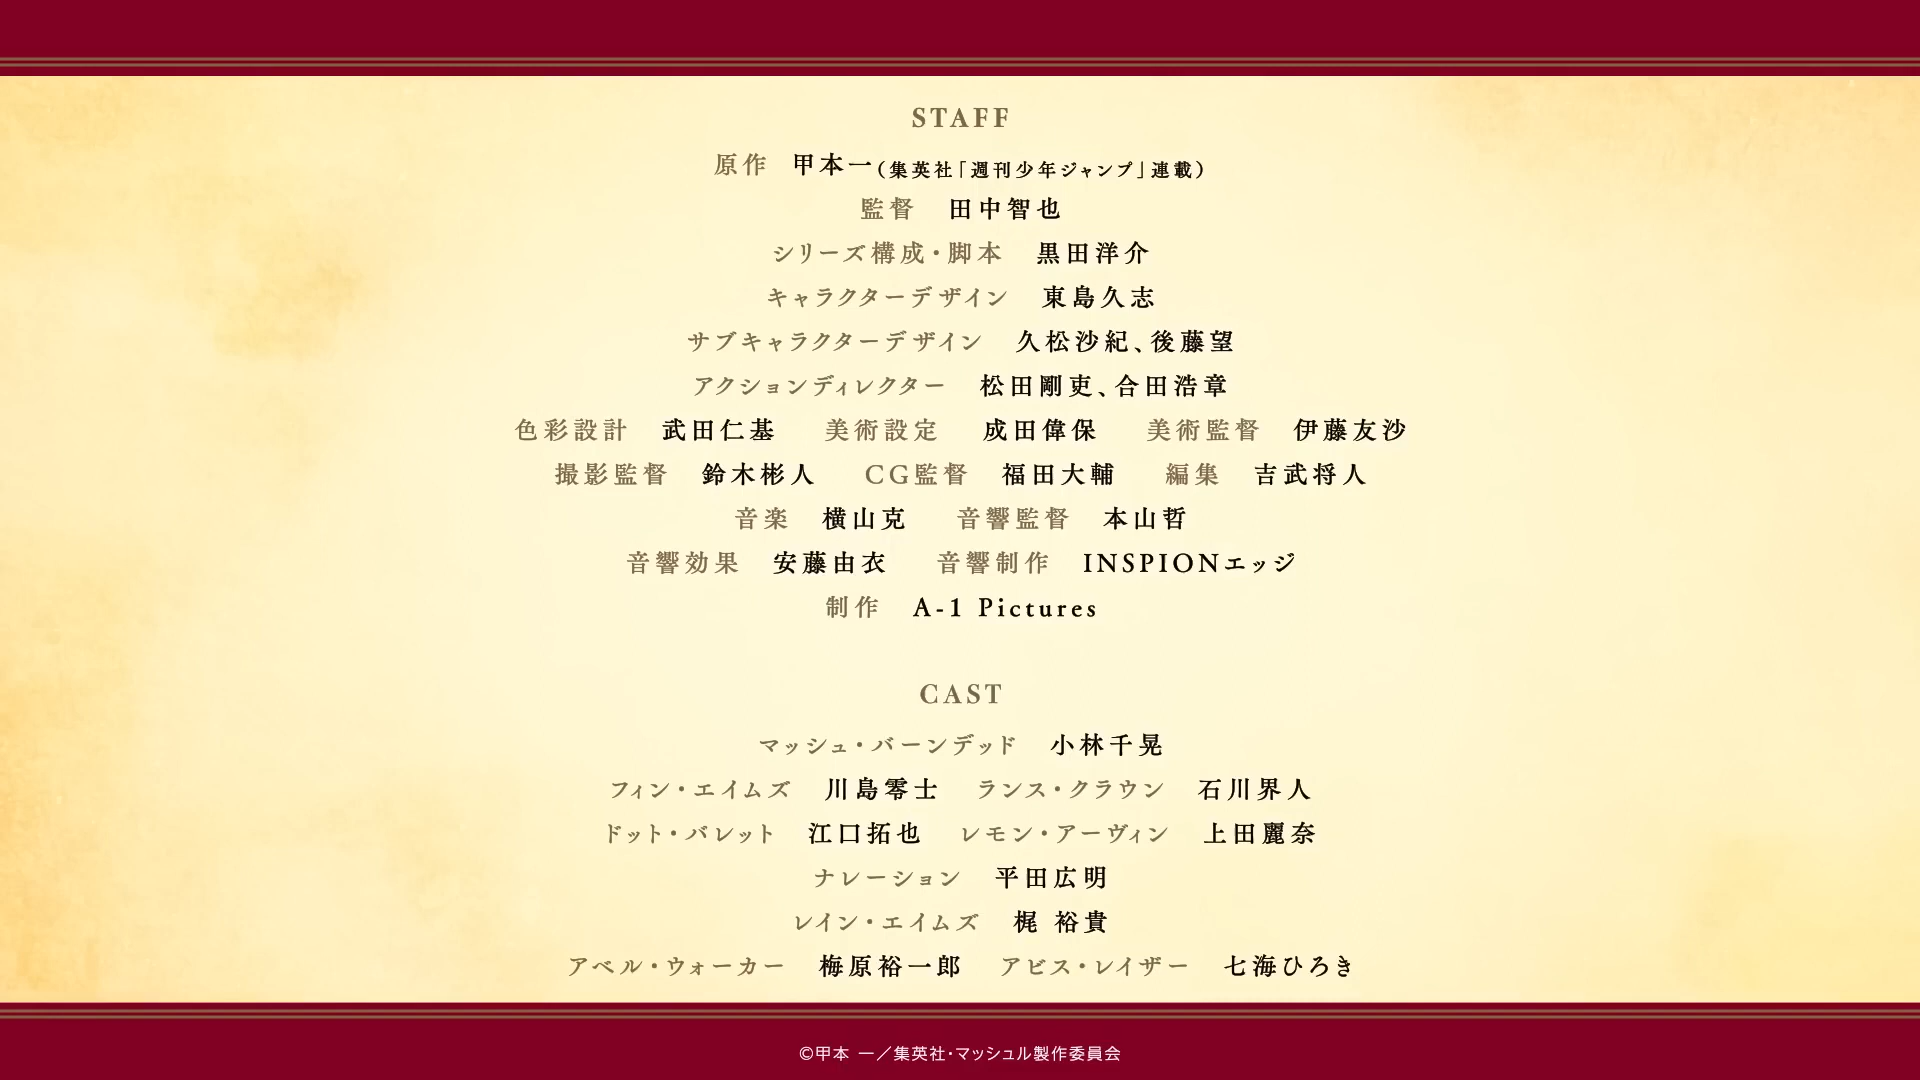 STAFF
原作 甲本一(集英社「週刊少年ジャンプ」連載)
監督 田中智也
シリーズ構成・脚本 黒田洋介
キャラクターデザイン 東島久志
サブキャラクターデザイン 久松沙紀、後藤望
アクションディレクター 松田剛吏、合田浩章
色彩設計 武田仁基 美術設定 成田偉保 美術監督 伊藤友沙
撮影監督 鈴木彬人 CG監督 福田大輔 編集 吉武将人
音楽 横山克 音響監督 本山哲
音響効果 安藤由衣 音響制作 INSPIONエッジ
制作 A-1 Pictures
CAST
マッシュ・バーンデッド 小林千晃
フィン・エイムズ 川島零士 ランス・クラウン 石川界人
ドット・バレット 江口拓也 レモン・アーヴィン 上田麗奈
ナレーション 平田広明
レイン・エイムズ 梶 裕貴
アベル・ウォーカー 梅原裕一郎 アビス・レイザー 七海ひろき
©甲本 一／集英社・マッシュル製作委員会